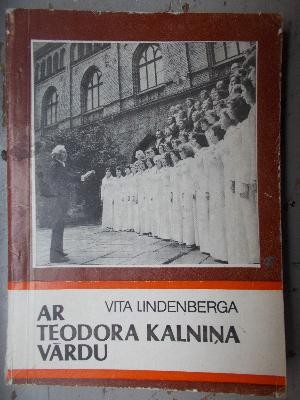 VITA LINDENBERGA
AR
TEODORA KALNIŅA
VĀRDU